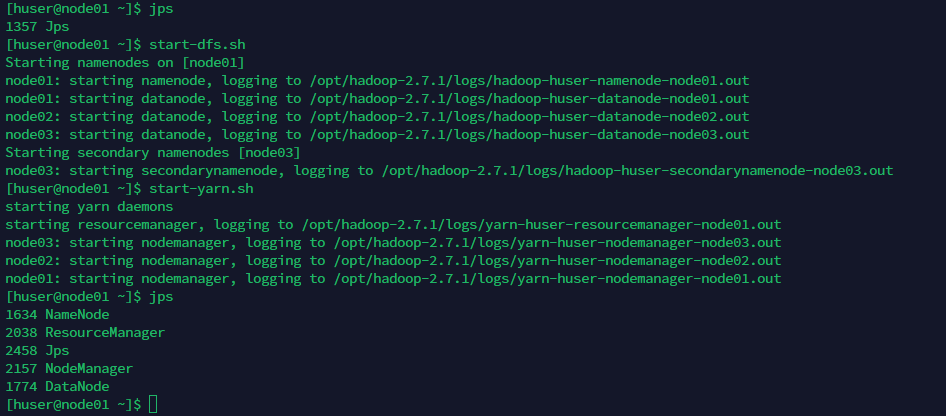 [huser@node01 ~]$ jps
1357 Jps
[huser@node01 ~]$ start-dfs.sh
Starting namenodes on [node01]
node01: starting namenode, logging to /opt/hadoop-2.7.1/logs/hadoop-huser-namenode-node01.out
node01: starting datanode, logging to /opt/hadoop-2.7.1/logs/hadoop-huser-datanode-node01.out
node02: starting datanode, logging to /opt/hadoop-2.7.1/logs/hadoop-huser-datanode-node02.out
node03: starting datanode, logging to /opt/hadoop-2.7.1/logs/hadoop-huser-datanode-node03.out
Starting secondary namenodes [node03]
node03: starting secondarynamenode, logging to /opt/hadoop-2.7.1/logs/hadoop-huser-secondarynamenode-node03.out
[huser@node01 ~]$ start-yarn.sh
starting yarn daemons
starting resourcemanager, logging to /opt/hadoop-2.7.1/logs/yarn-huser-resourcemanager-node01.out
node03: starting nodemanager, logging to /opt/hadoop-2.7.1/logs/yarn-huser-nodemanager-node03.out
node02: starting nodemanager, logging to /opt/hadoop-2.7.1/logs/yarn-huser-nodemanager-node02.out
node01: starting nodemanager, logging to /opt/hadoop-2.7.1/logs/yarn-huser-nodemanager-node01.out
[huser@node01 ~]$ jps
1634 NameNode
2038 ResourceManager
2458 Jps
2157 NodeManager
1774 DataNode
[huser@node01 ~]$